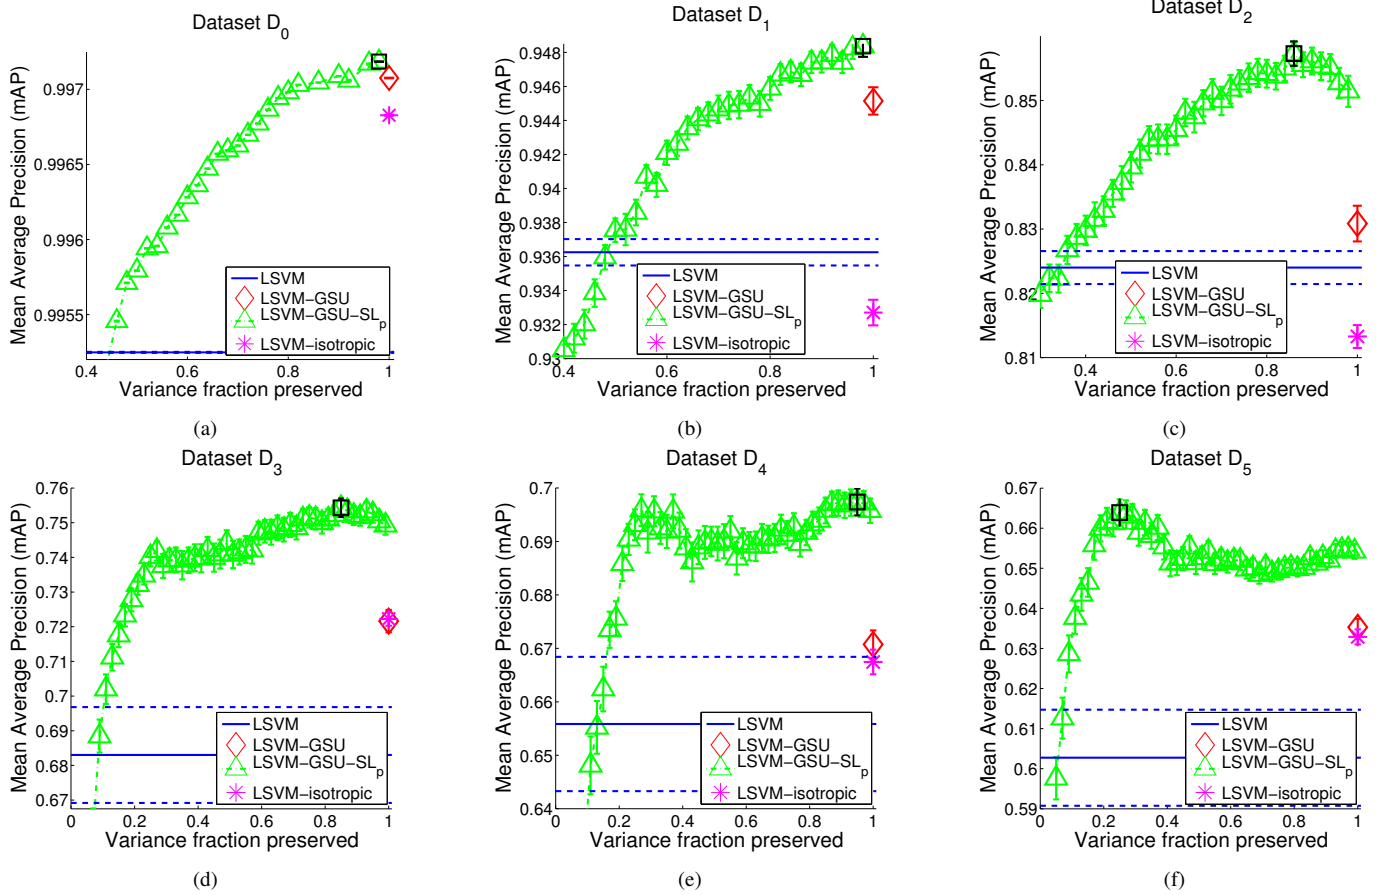 Dataset D0
Mean Average Precision (mAP)
0.997
0.9965
0.996
0.9955
0.4
0.6
0.8
1
Variance fraction preserved
LSVM
LSVM-GSU
LSVM-GSU-SLp
LSVM-isotropic
(a)
Dataset D1
Mean Average Precision (mAP)
0.948
0.946
0.944
0.942
0.94
0.938
0.936
0.934
0.932
0.93
0.4
0.6
0.8
1
Variance fraction preserved
LSVM
LSVM-GSU
LSVM-GSU-SLp
LSVM-isotropic
(b)
Dataset D2
Mean Average Precision (mAP)
0.85
0.84
0.83
0.82
0.81
0.4
0.6
0.8
1
Variance fraction preserved
LSVM
LSVM-GSU
LSVM-GSU-SLp
LSVM-isotropic
(c)
Dataset D3
Mean Average Precision (mAP)
0.76
0.75
0.74
0.73
0.72
0.71
0.7
0.69
0.68
0.67
0
0.2
0.4
0.6
0.8
1
Variance fraction preserved
LSVM
LSVM-GSU
LSVM-GSU-SLp
LSVM-isotropic
(d)
Dataset D4
Mean Average Precision (mAP)
0.7
0.69
0.68
0.67
0.66
0.65
0.64
0
0.2
0.4
0.6
0.8
1
Variance fraction preserved
LSVM
LSVM-GSU
LSVM-GSU-SLp
LSVM-isotropic
(e)
Dataset D5
Mean Average Precision (mAP)
0.67
0.66
0.65
0.64
0.63
0.62
0.61
0.6
0.59
0
0.2
0.4
0.6
0.8
1
Variance fraction preserved
LSVM
LSVM-GSU
LSVM-GSU-SLp
LSVM-isotropic
(f)